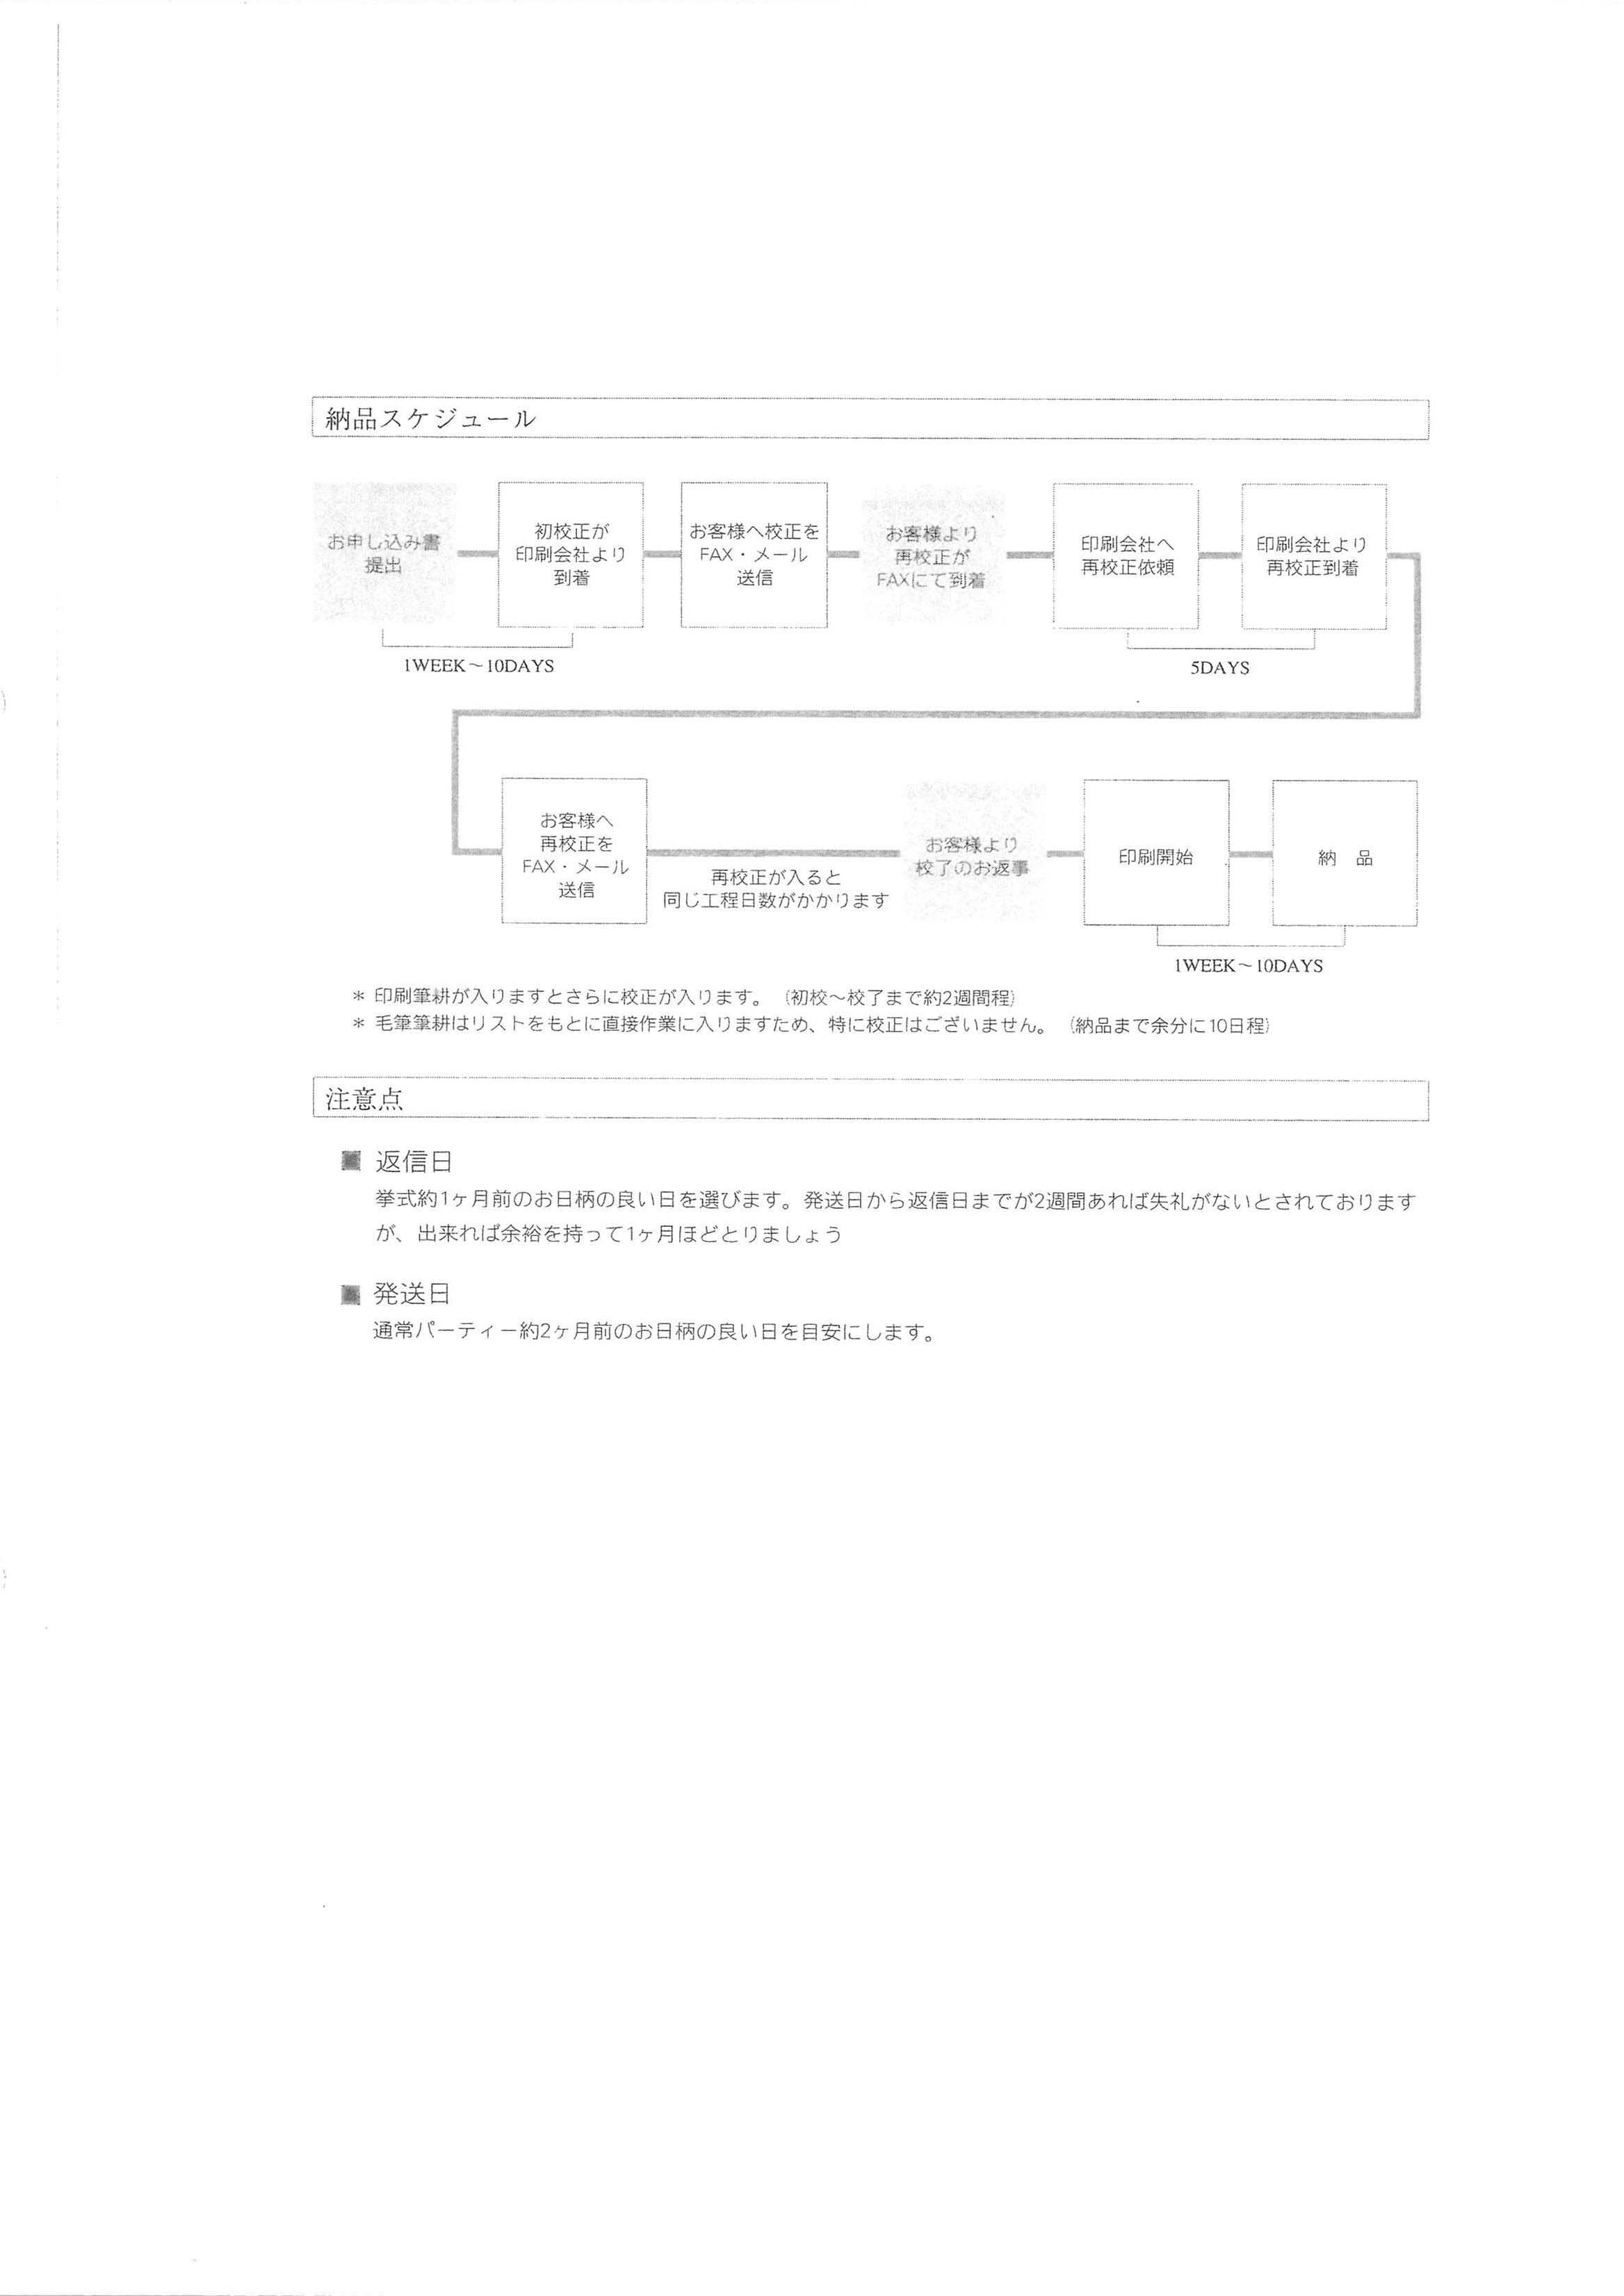 納品スケジュール
お申し込み書
提出
初校正が
印刷会社より
到着
お客様へ校正を
FAX・メール
送信
お客様より
再校正が
FAXにて到着
印刷会社へ
再校正依頼
印刷会社より
再校正到着
1WEEK～10DAYS
5DAYS
お客様へ
再校正を
FAX・メール
送信
再校正が入ると
同じ工程日数がかかります
お客様より
校了のお返事
印刷開始
納　品
1WEEK～10DAYS
＊ 印刷筆耕が入りますとさらに校正が入ります。（初校～校了まで約2週間程）
＊ 毛筆筆耕はリストをもとに直接作業に入りますため、特に校正はございません。（納品まで余分に10日程）
注意点
■ 返信日
挙式約1ヶ月前のお日柄の良い日を選びます。発送日から返信日までが2週間あれば失礼がないとされております
が、出来れば余裕を持って1ヶ月ほどとりましょう
■ 発送日
通常パーティー約2ヶ月前のお日柄の良い日を目安にします。